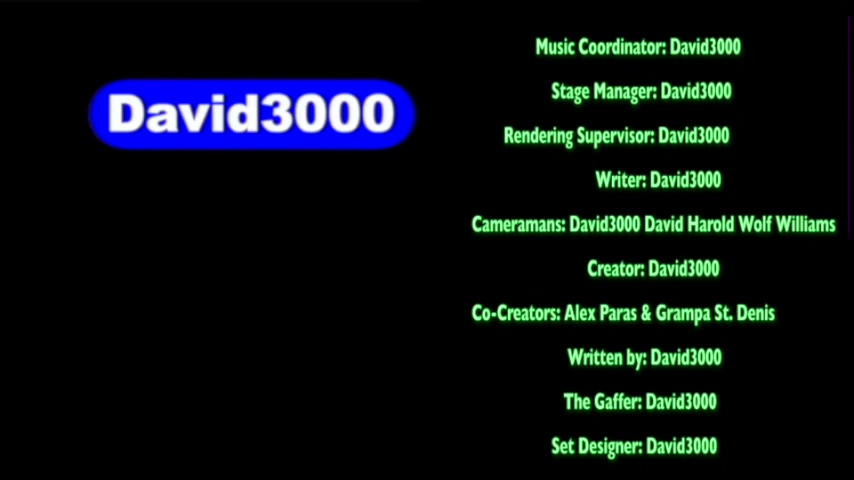 David3000
Music Coordinator: David3000
Stage Manager: David3000
Rendering Supervisor: David3000
Writer: David3000
Cameramans: David3000 David Harold Wolf Williams
Creator: David3000
Co-Creators: Alex Paras & Grampa St. Denis
Written by: David3000
The Gaffer: David3000
Set Designer: David3000